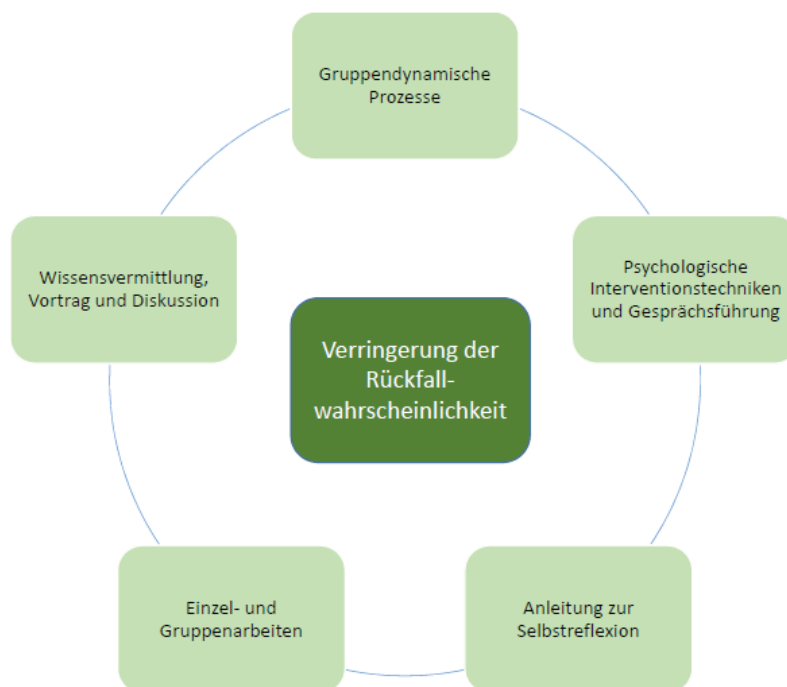 Gruppendynamische
Prozesse
Psychologische
Interventionstechniken
und Gesprächsführung
Anleitung zur
Selbstreflexion
Einzel- und
Gruppenarbeiten
Wissensvermittlung,
Vortrag und Diskussion
Verringerung der
Rückfall-
wahrscheinlichkeit